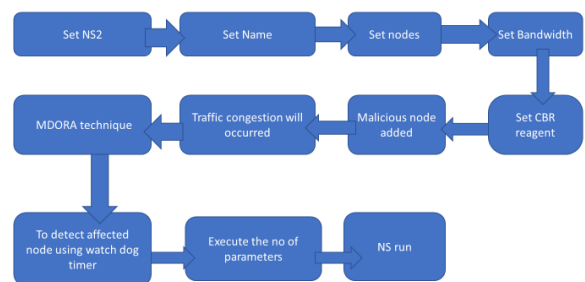 Set NS2
Set Name
Set nodes
Set Bandwidth
MDORA technique
Traffic congestion will
occurred
Malicious node
added
Set CBR
reagent
To detect affected
node using watch dog
timer
Execute the no of
parameters
NS run